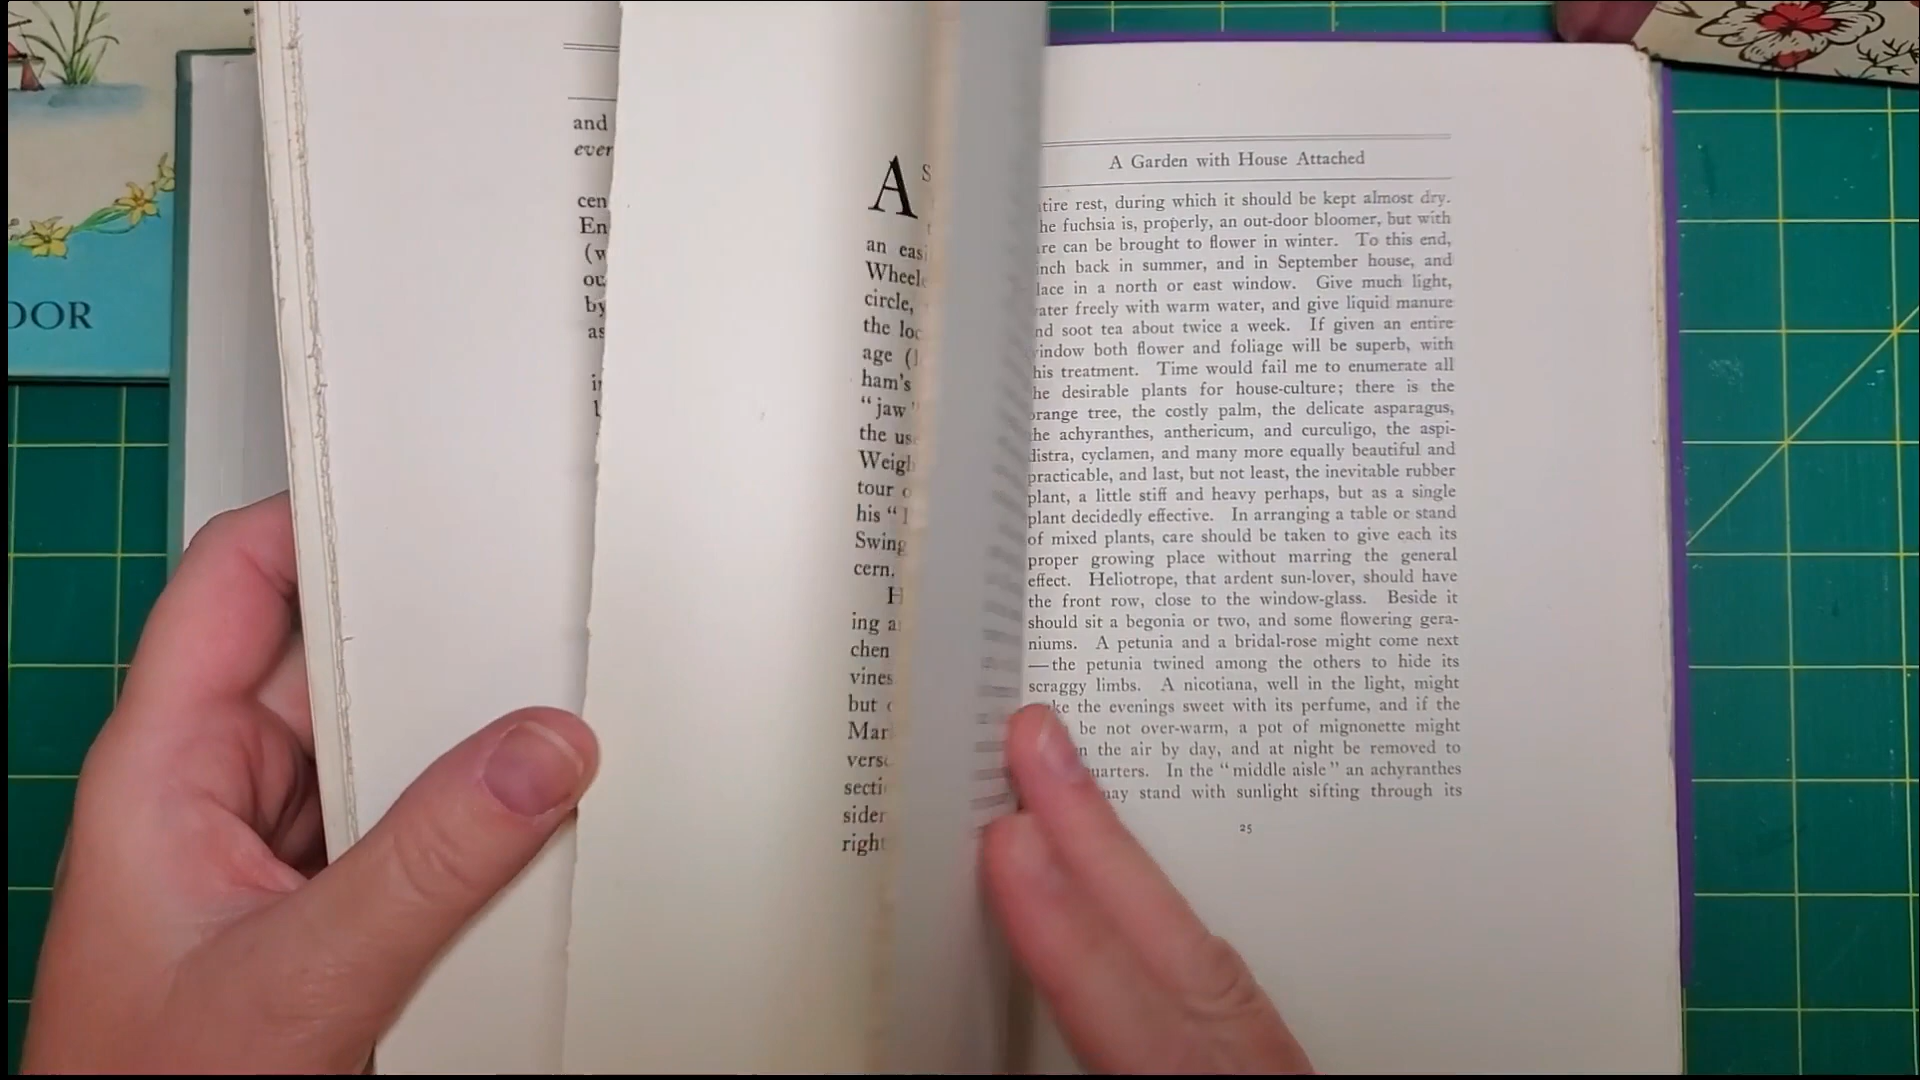 OOR
and
ever
cen
En
(w
by
as
A
an eas
Wheel
circle,
the loc
age (
ham's
"jaw"
the us
Weigh
tour o
his "
Swing
cern.
H
ing a
chen
vines
but
Mar
verse
secti
sider
right
A Garden with House Attached
tire rest, during which it should be kept almost dry.
he fuchsia is, properly, an out-door bloomer, but with
re can be brought to flower in winter. To this end,
inch back in summer, and in September house, and
lace in a north or east window. Give much light,
ater freely with warm water, and give liquid manure
nd soot tea about twice a week. If given an entire
indow both flower and foliage will be superb, with
his treatment. Time would fail me to enumerate all
he desirable plants for house-culture; there is the
orange tree, the costly palm, the delicate asparagus,
he achyranthes, anthericum, and curculigo, the aspi-
distra, cyclamen, and many more equally beautiful and
practicable, and last, but not least, the inevitable rubber
plant, a little stiff and heavy perhaps, but as a single
plant decidedly effective. In arranging a table or stand
of mixed plants, care should be taken to give each its
proper growing place without marring the general
effect. Heliotrope, that ardent sun-lover, should have
the front row, close to the window-glass. Beside it
should sit a begonia or two, and some flowering gera-
niums. A petunia and a bridal-rose might come next
—the petunia twined among the others to hide its
scraggy limbs. A nicotiana, well in the light, might
ke the evenings sweet with its perfume, and if the
be not over-warm, a pot of mignonette might
n the air by day, and at night be removed to
uarters. In the "middle aisle" an achyranthes
may stand with sunlight sifting through its
25